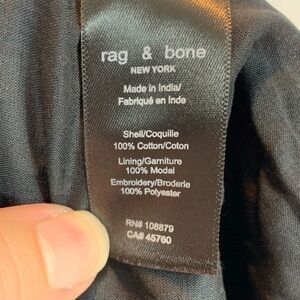 rag & bone
NEW YORK
Made in India/
Fabriqué en Inde
Shell/Coquille
100% Cotton/Coton
Lining/Garniture
100% Modal
Embroidery/Broderie
100% Polyester
RN# 108879
CA# 45760